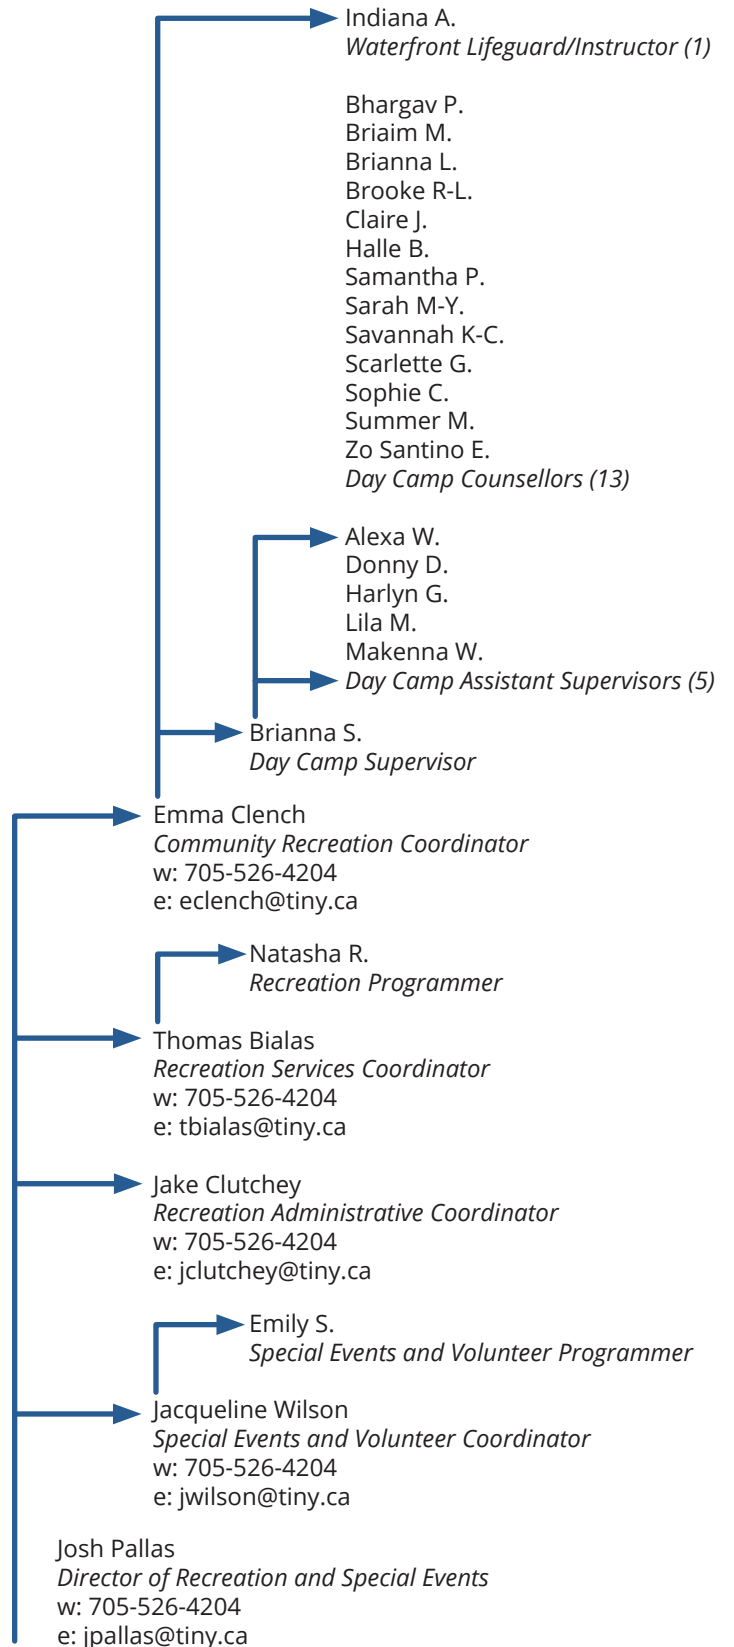 Indiana A.
Waterfront Lifeguard/Instructor (1)
Bhargav P.
Briaim M.
Brianna L.
Brooke R-L.
Claire J.
Halle B.
Samantha P.
Sarah M-Y.
Savannah K-C.
Scarlette G.
Sophie C.
Summer M.
Zo Santino E.
Day Camp Counsellors (13)
Alexa W.
Donny D.
Harlyn G.
Lila M.
Makenna W.
Day Camp Assistant Supervisors (5)
Brianna S.
Day Camp Supervisor
Emma Clench
Community Recreation Coordinator
w: 705-526-4204
e: eclench@tiny.ca
Natasha R.
Recreation Programmer
Thomas Bialas
Recreation Services Coordinator
w: 705-526-4204
e: tbialas@tiny.ca
Jake Clutchey
Recreation Administrative Coordinator
w: 705-526-4204
e: jclutchey@tiny.ca
Emily S.
Special Events and Volunteer Programmer
Jacqueline Wilson
Special Events and Volunteer Coordinator
w: 705-526-4204
e: jwilson@tiny.ca
Josh Pallas
Director of Recreation and Special Events
w: 705-526-4204
e: jpallas@tiny.ca